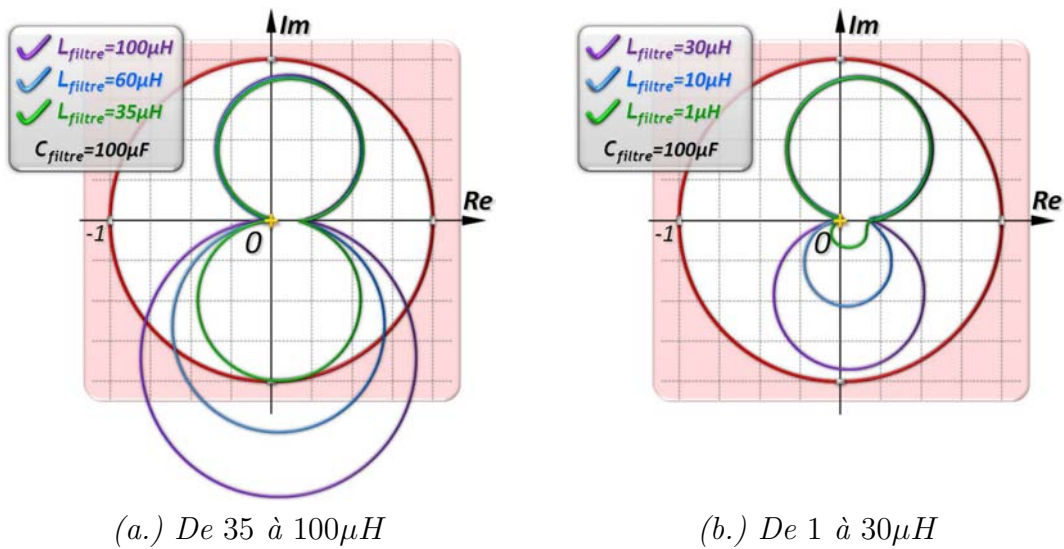 Im
L_filtre=100µH
L_filtre=60µH
L_filtre=35µH
C_filtre=100µF
Re
-1
0
(a.) De 35 à 100µH
Im
L_filtre=30µH
L_filtre=10µH
L_filtre=1µH
C_filtre=100µF
Re
-1
0
(b.) De 1 à 30µH